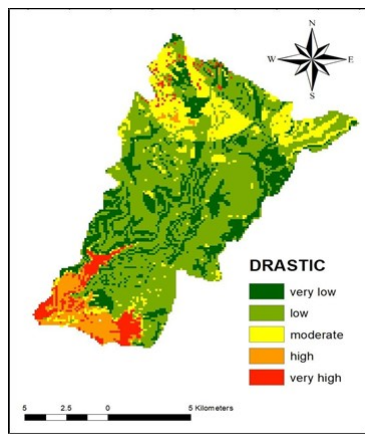 N
W E
S
DRASTIC
very low
low
moderate
high
very high
5 2.5 0 5 Kilometers